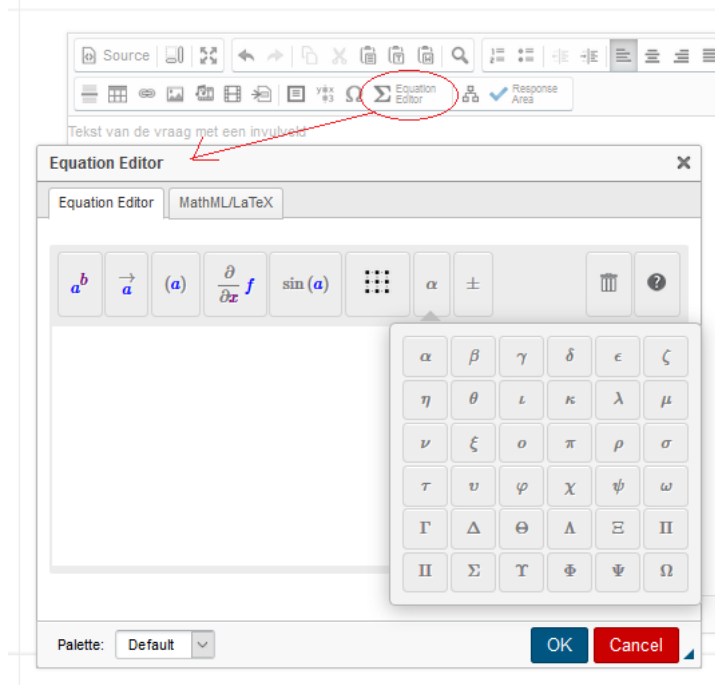 Source
Ω Σ Equation Editor Response Area
Tekst van de vraag met een invulveld
Equation Editor
Equation Editor MathML/LaTeX
a^b →a (a) ∂/∂x f sin(a) α ± ?
α β γ δ ϵ ζ
η θ ι κ λ μ
ν ξ ο π ρ σ
τ υ φ χ ψ ω
Γ Δ Θ Λ Ξ Π
Π Σ ϒ Φ Ψ Ω
Palette: Default OK Cancel